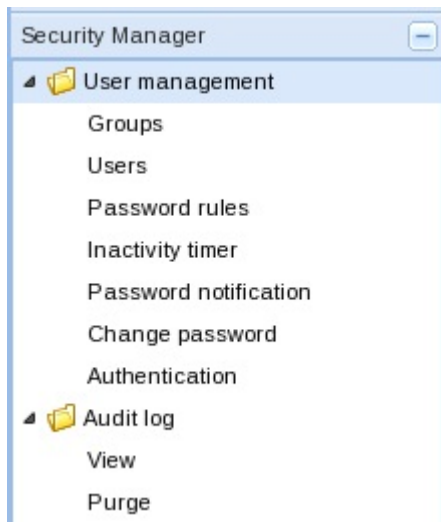 Security Manager
User management
Groups
Users
Password rules
Inactivity timer
Password notification
Change password
Authentication
Audit log
View
Purge